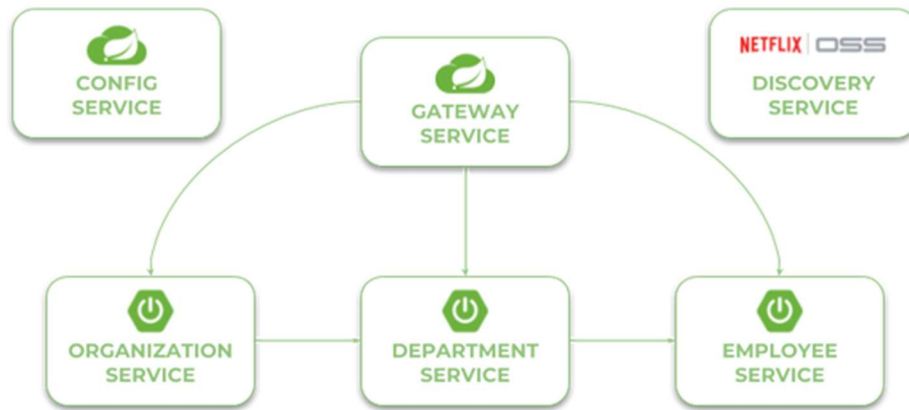 CONFIG
SERVICE
GATEWAY
SERVICE
NETFLIX OSS
DISCOVERY
SERVICE
ORGANIZATION
SERVICE
DEPARTMENT
SERVICE
EMPLOYEE
SERVICE